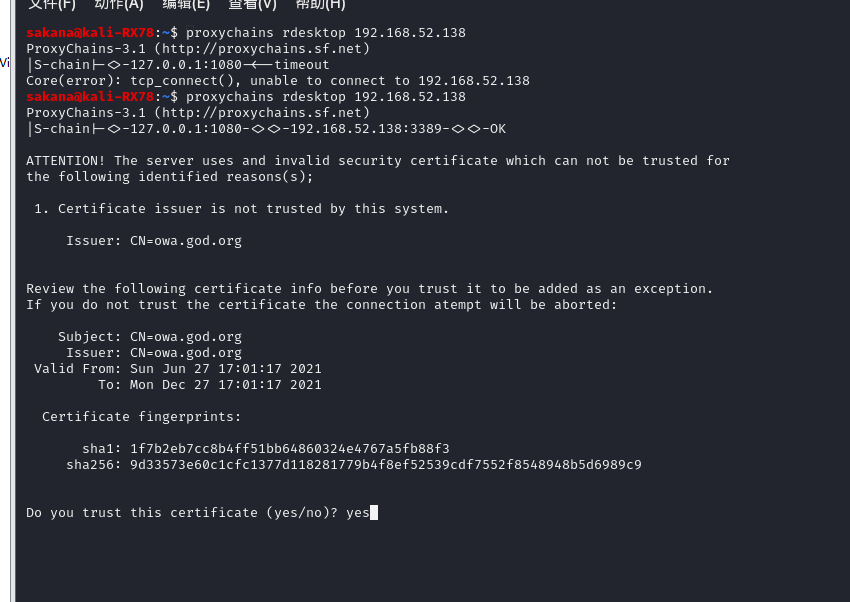 文件(F) 动作(A) 编辑(E) 查看(V) 帮助(H)
Vi
sakana@kali-RX78:~$ proxychains rdesktop 192.168.52.138
ProxyChains-3.1 (http://proxychains.sf.net)
|S-chain|-<>-127.0.0.1:1080-<--timeout
Core(error): tcp_connect(), unable to connect to 192.168.52.138
sakana@kali-RX78:~$ proxychains rdesktop 192.168.52.138
ProxyChains-3.1 (http://proxychains.sf.net)
|S-chain|-<>-127.0.0.1:1080-<><>-192.168.52.138:3389-<><>-OK
ATTENTION! The server uses and invalid security certificate which can not be trusted for
the following identified reasons(s);
1. Certificate issuer is not trusted by this system.
Issuer: CN=owa.god.org
Review the following certificate info before you trust it to be added as an exception.
If you do not trust the certificate the connection atempt will be aborted:
Subject: CN=owa.god.org
Issuer: CN=owa.god.org
Valid From: Sun Jun 27 17:01:17 2021
To: Mon Dec 27 17:01:17 2021
Certificate fingerprints:
sha1: 1f7b2eb7cc8b4ff51bb64860324e4767a5fb88f3
sha256: 9d33573e60c1cfc1377d118281779b4f8ef52539cdf7552f8548948b5d6989c9
Do you trust this certificate (yes/no)? yes